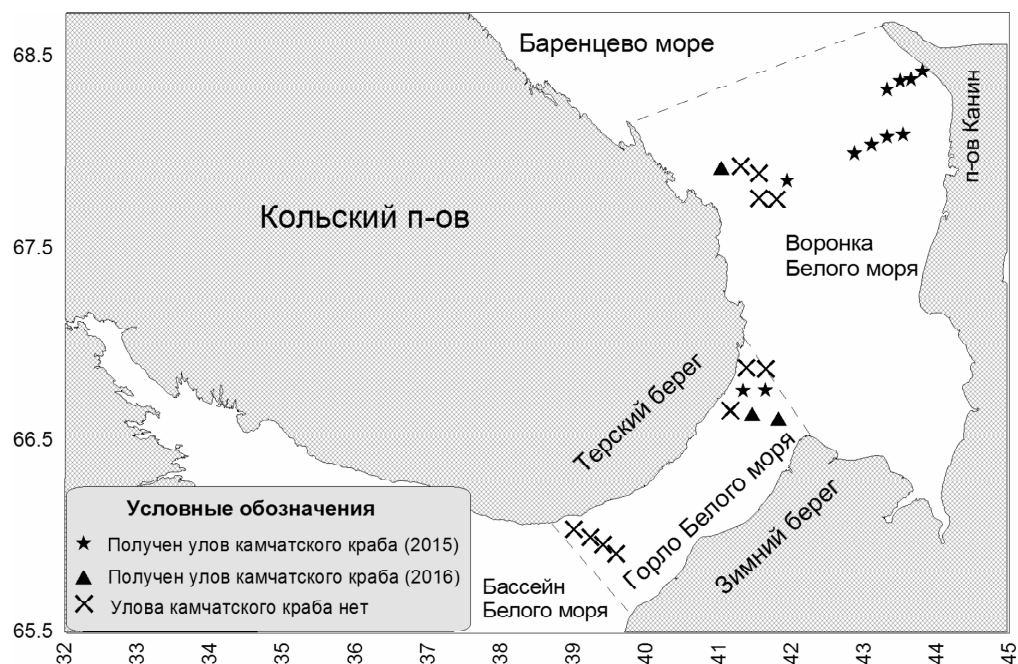 Баренцево море
68.5
п-ов Канин
Кольский п-ов
67.5
Воронка
Белого моря
Терский берег
66.5
Горло Белого моря
Зимний берег
Условные обозначения
Получен улов камчатского краба (2015)
Получен улов камчатского краба (2016)
Улова камчатского краба нет
Бассейн
Белого моря
65.5
32 33 34 35 36 37 38 39 40 41 42 43 44 45